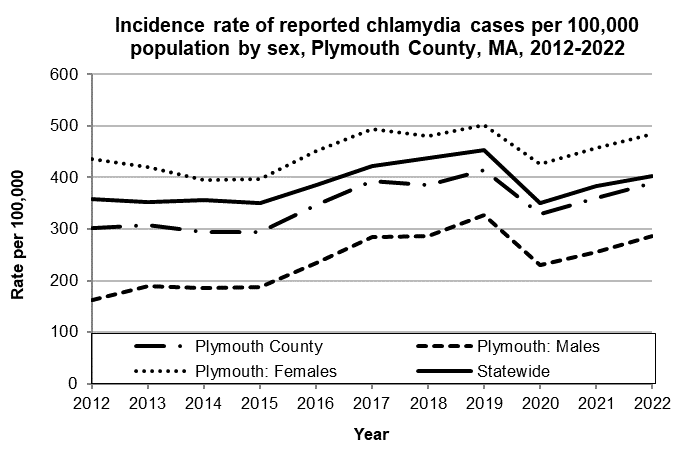 Incidence rate of reported chlamydia cases per 100,000
population by sex, Plymouth County, MA, 2012-2022
600
500
400
300
200
100
0
Rate per 100,000
Plymouth County
Plymouth: Males
Plymouth: Females
Statewide
2012 2013 2014 2015 2016 2017 2018 2019 2020 2021 2022
Year